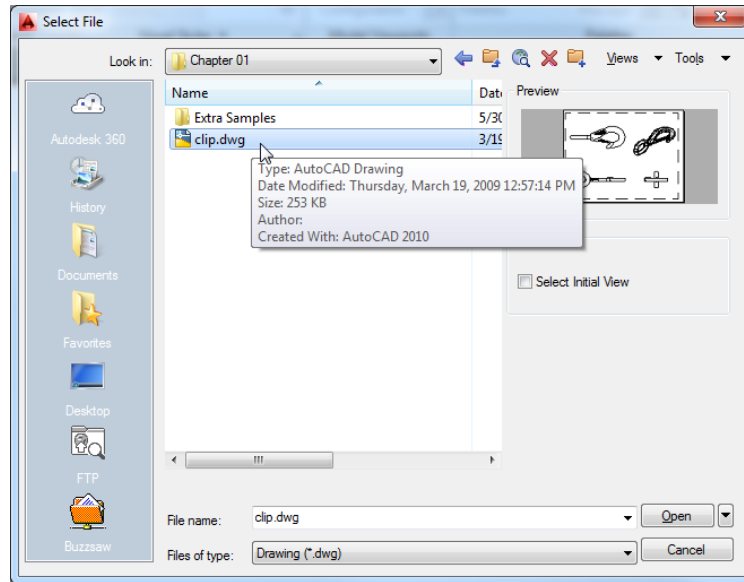 Select File
Look in: Chapter 01 Views Tools
Name Date Preview
Extra Samples 5/30
clip.dwg 3/19
Type: AutoCAD Drawing
Date Modified: Thursday, March 19, 2009 12:57:14 PM
Size: 253 KB
Author:
Created With: AutoCAD 2010
Autodesk 360
History
Documents
Select Initial View
Favorites
Desktop
FTP
Buzzsaw
File name: clip.dwg Open
Files of type: Drawing (*.dwg) Cancel